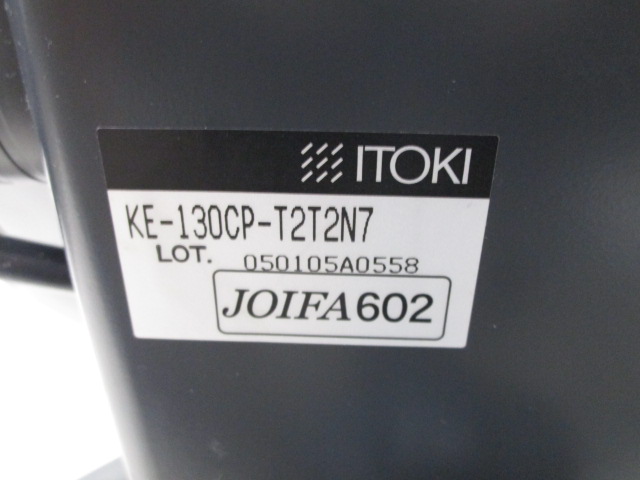 ITOKI
KE-130CP-T2T2N7
LOT. 050105A0558
JOIFA602